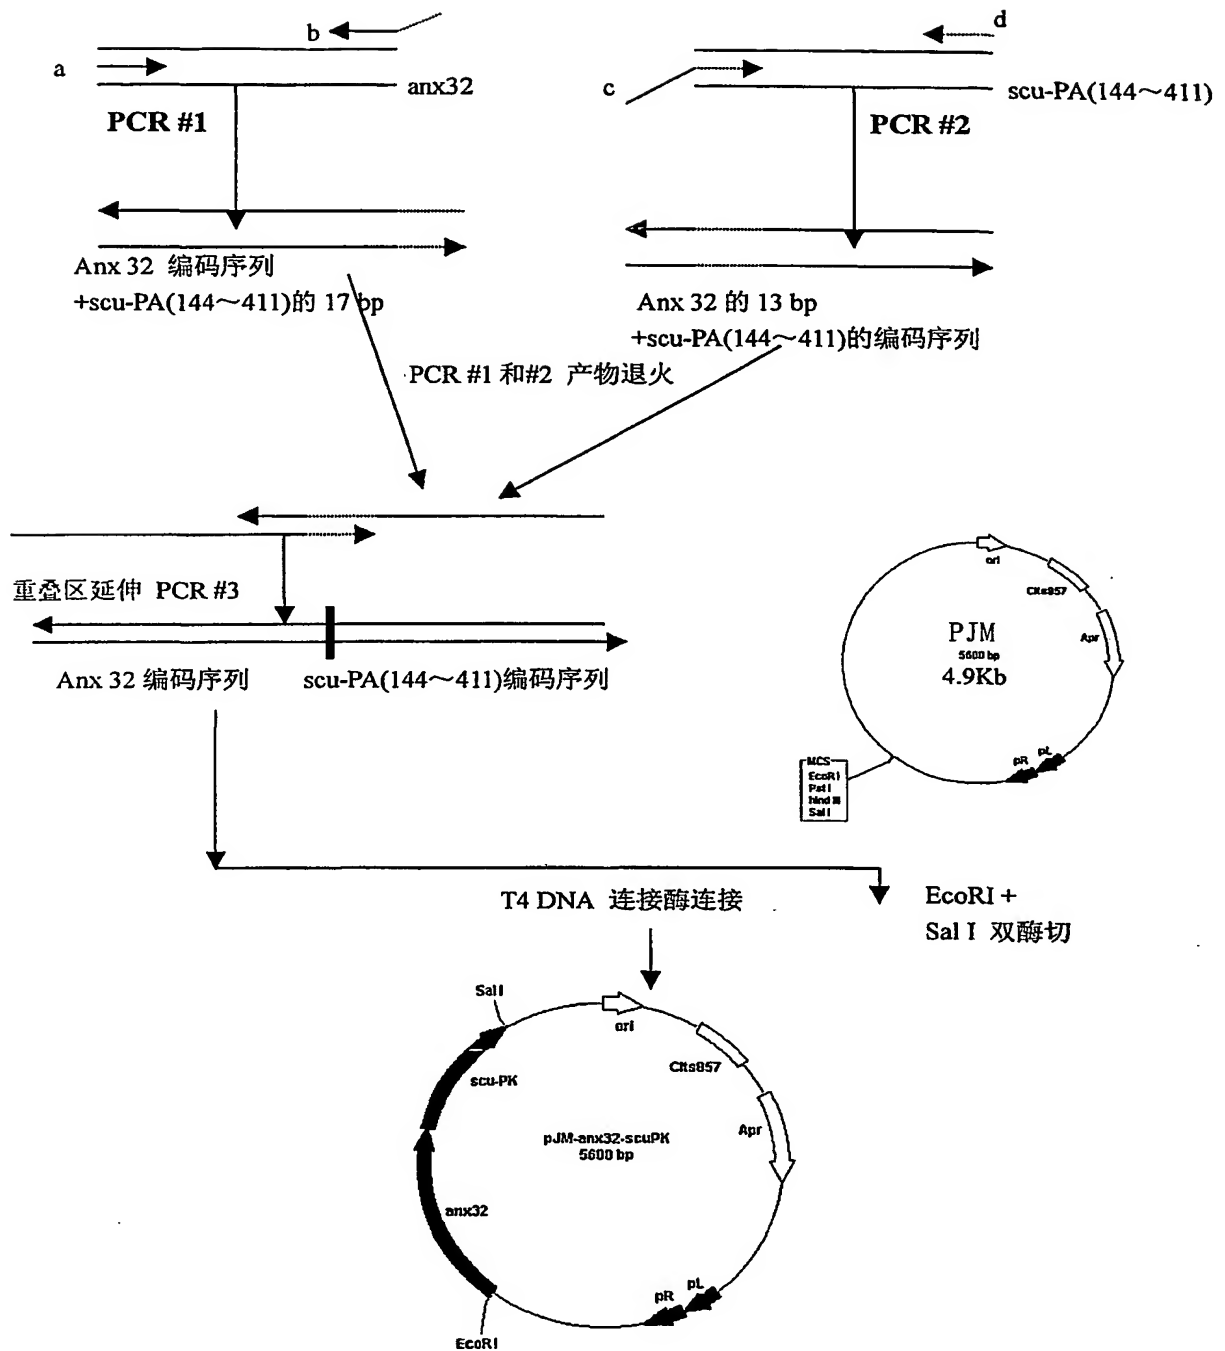 b
d
a
anx32
c
scu-PA(144～411)
PCR #1
PCR #2
Anx 32 编码序列
+scu-PA(144～411)的 17 bp
Anx 32 的 13 bp
+scu-PA(144～411)的编码序列
PCR #1 和#2 产物退火
重叠区延伸 PCR #3
Anx 32 编码序列
scu-PA(144～411)编码序列
ori
CIts857
Apr
PJM
5600 bp
4.9Kb
pL
pR
MCS
EcoRI
Pst I
hind III
Sal I
T4 DNA 连接酶连接
EcoRI +
Sal I 双酶切
SalI
ori
CIts857
scu-PK
Apr
pJM-anx32-scuPK
5600 bp
anx32
pL
pR
EcoRI